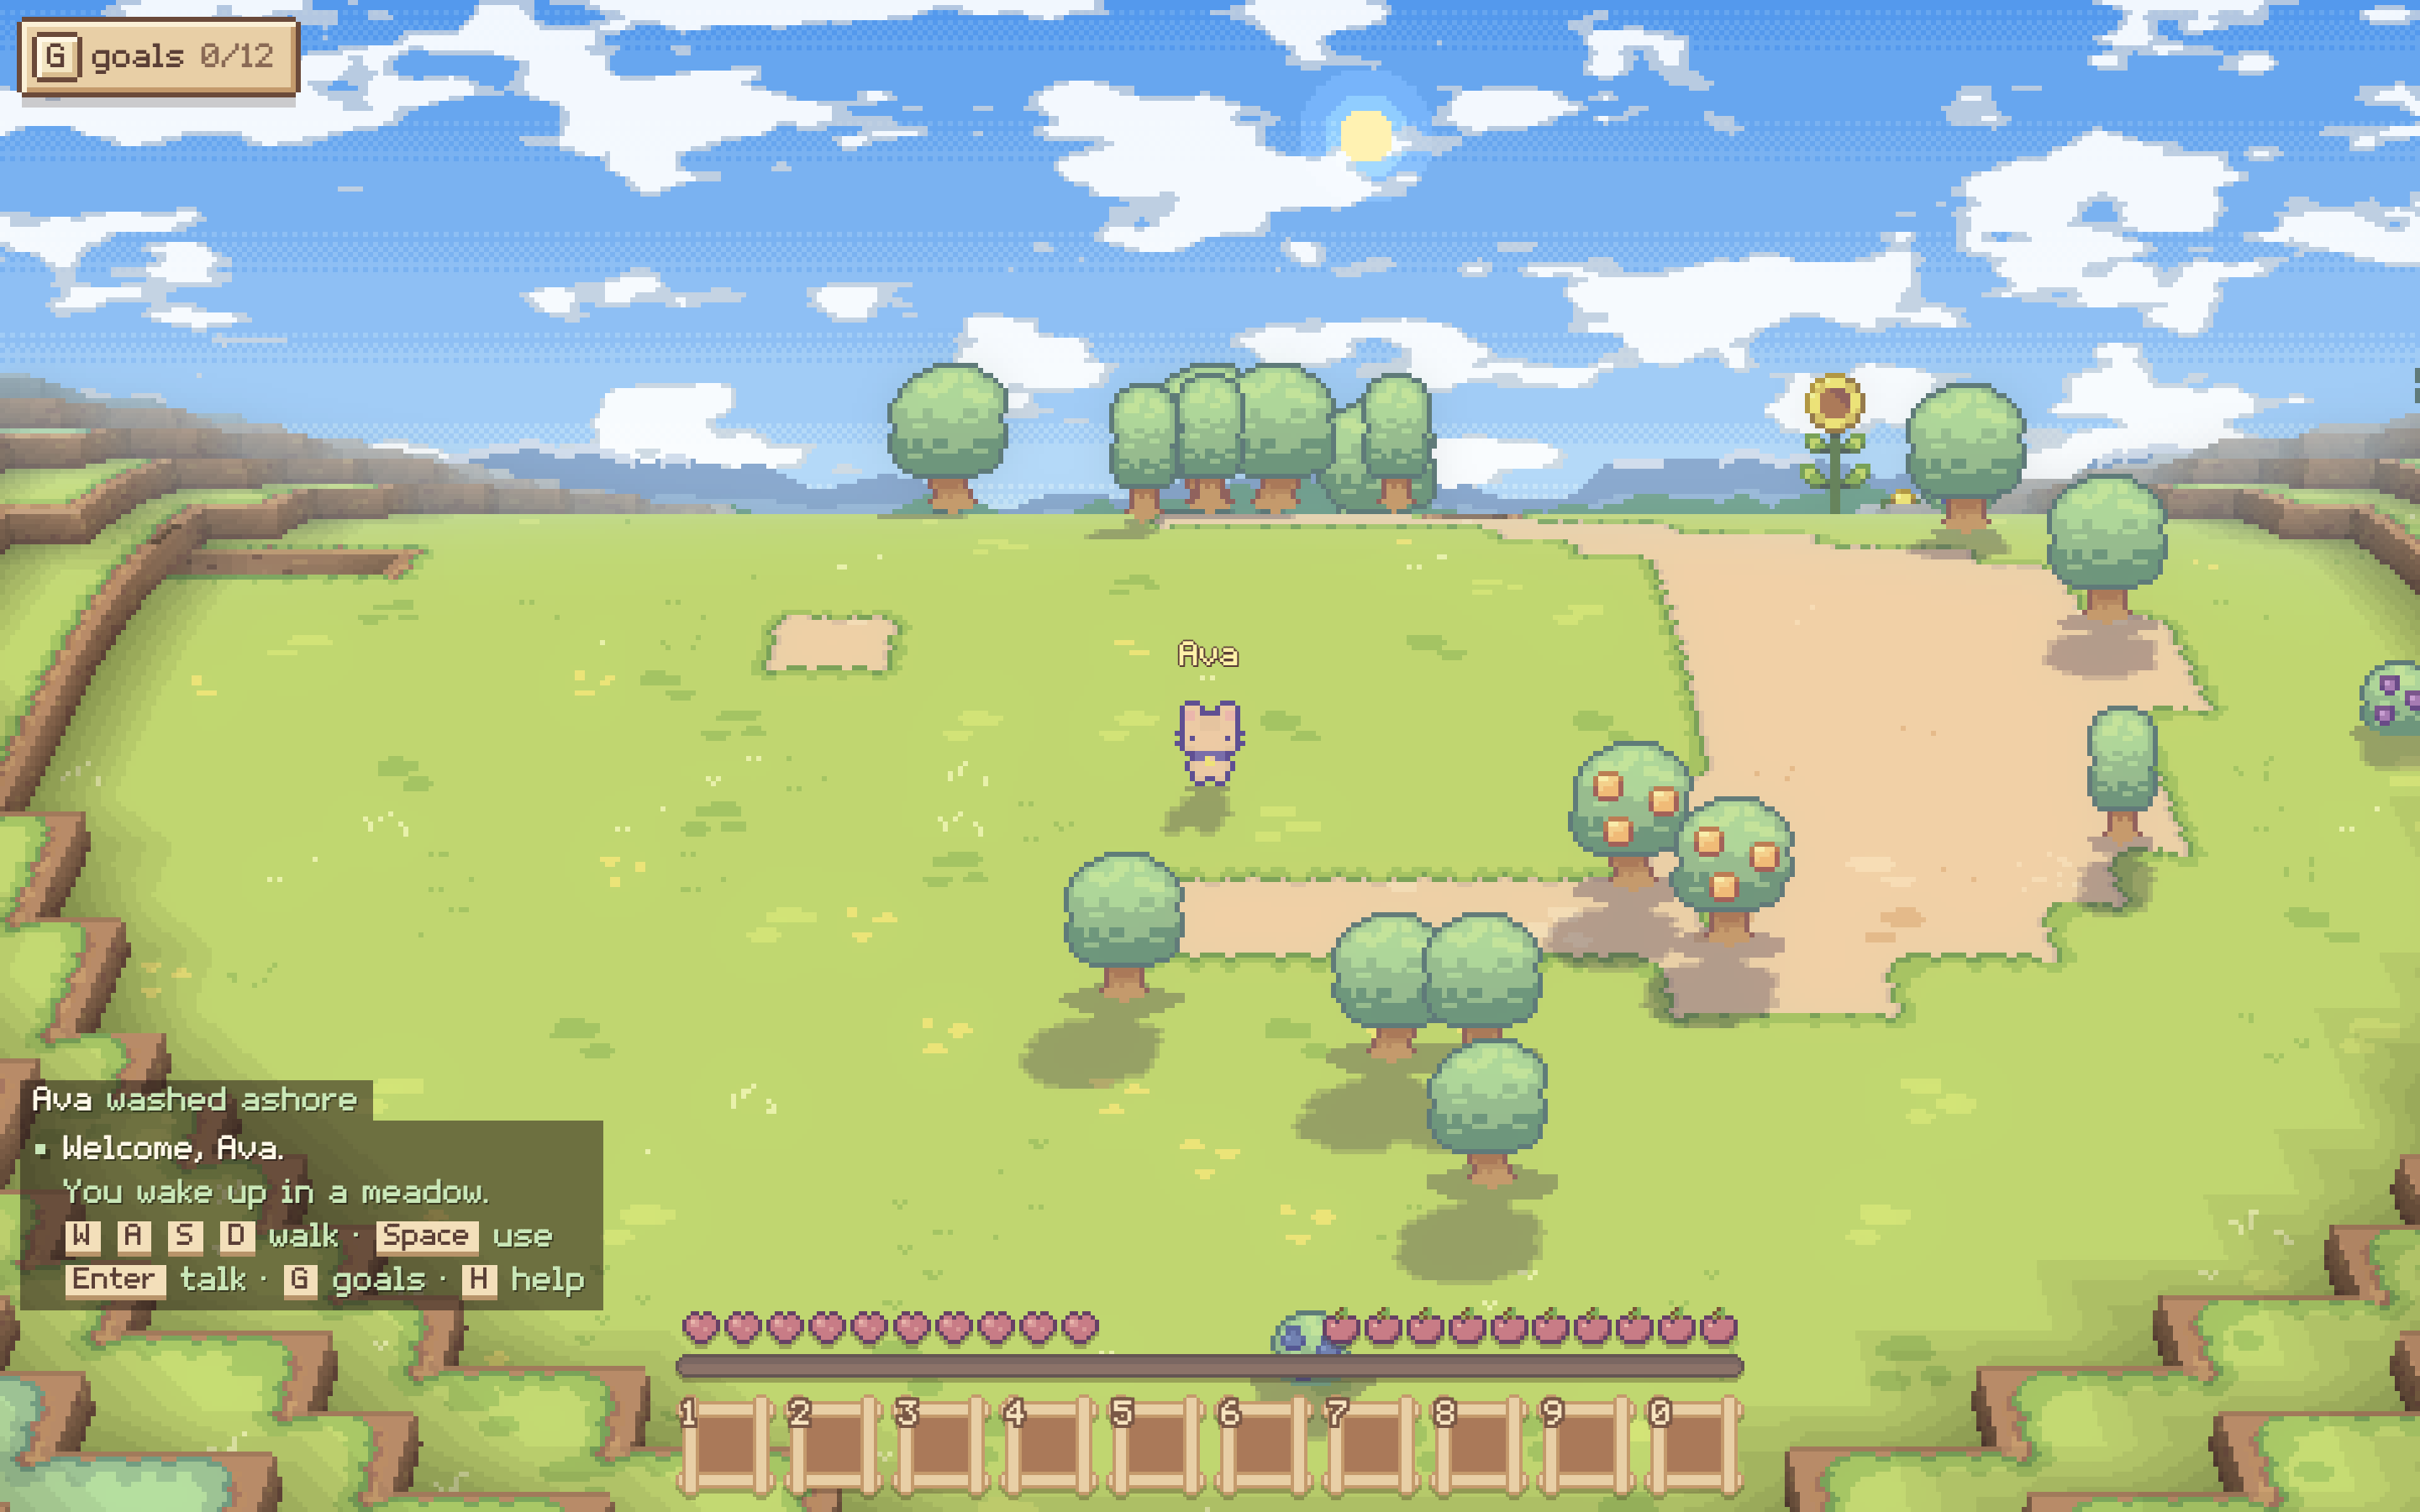 G goals 0/12
Ava
Ava washed ashore
Welcome, Ava.
You wake up in a meadow.
W A S D walk · Space use
Enter talk · G goals · H help
1 2 3 4 5 6 7 8 9 0